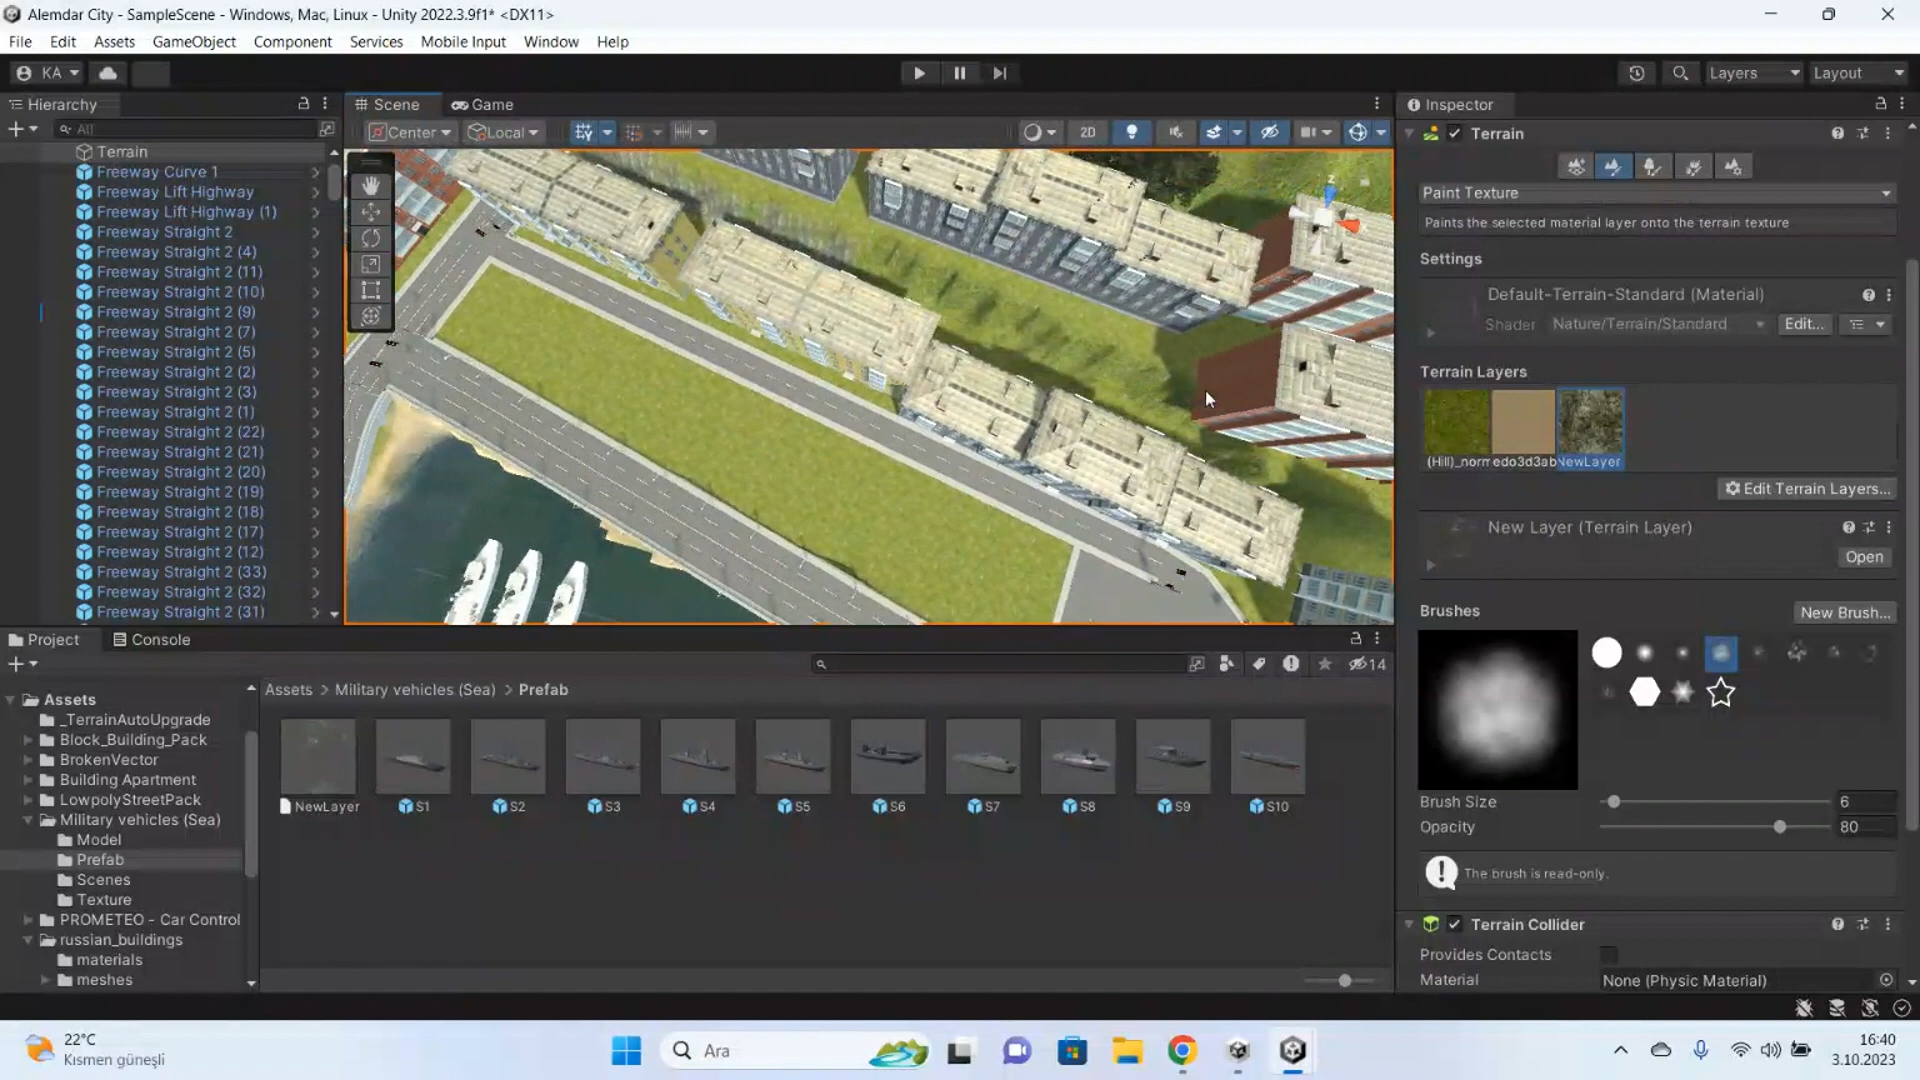 Alemdar City - SampleScene - Windows, Mac, Linux - Unity 2022.3.9f1* <DX11>
File Edit Assets GameObject Component Services Mobile Input Window Help
KA Layers Layout
Hierarchy
All
Terrain
Freeway Curve 1
Freeway Lift Highway
Freeway Lift Highway (1)
Freeway Straight 2
Freeway Straight 2 (4)
Freeway Straight 2 (11)
Freeway Straight 2 (10)
Freeway Straight 2 (9)
Freeway Straight 2 (7)
Freeway Straight 2 (5)
Freeway Straight 2 (2)
Freeway Straight 2 (3)
Freeway Straight 2 (1)
Freeway Straight 2 (22)
Freeway Straight 2 (21)
Freeway Straight 2 (20)
Freeway Straight 2 (19)
Freeway Straight 2 (18)
Freeway Straight 2 (17)
Freeway Straight 2 (12)
Freeway Straight 2 (33)
Freeway Straight 2 (32)
Freeway Straight 2 (31)
Scene Game
Center Local 2D
z
Inspector
Terrain
Paint Texture
Paints the selected material layer onto the terrain texture
Settings
Default-Terrain-Standard (Material)
Shader Nature/Terrain/Standard Edit...
Terrain Layers
(Hill)_norm edo3d3ab NewLayer
Edit Terrain Layers...
New Layer (Terrain Layer)
Open
Brushes New Brush...
Brush Size 6
Opacity 80
The brush is read-only.
Terrain Collider
Provides Contacts
Material None (Physic Material)
Project Console
14
Assets
_TerrainAutoUpgrade
Block_Building_Pack
BrokenVector
Building Apartment
LowpolyStreetPack
Military vehicles (Sea)
Model
Prefab
Scenes
Texture
PROMETEO - Car Control
russian_buildings
materials
meshes
Assets > Military vehicles (Sea) > Prefab
NewLayer S1 S2 S3 S4 S5 S6 S7 S8 S9 S10
22°C
Kısmen güneşli
Ara
16:40
3.10.2023